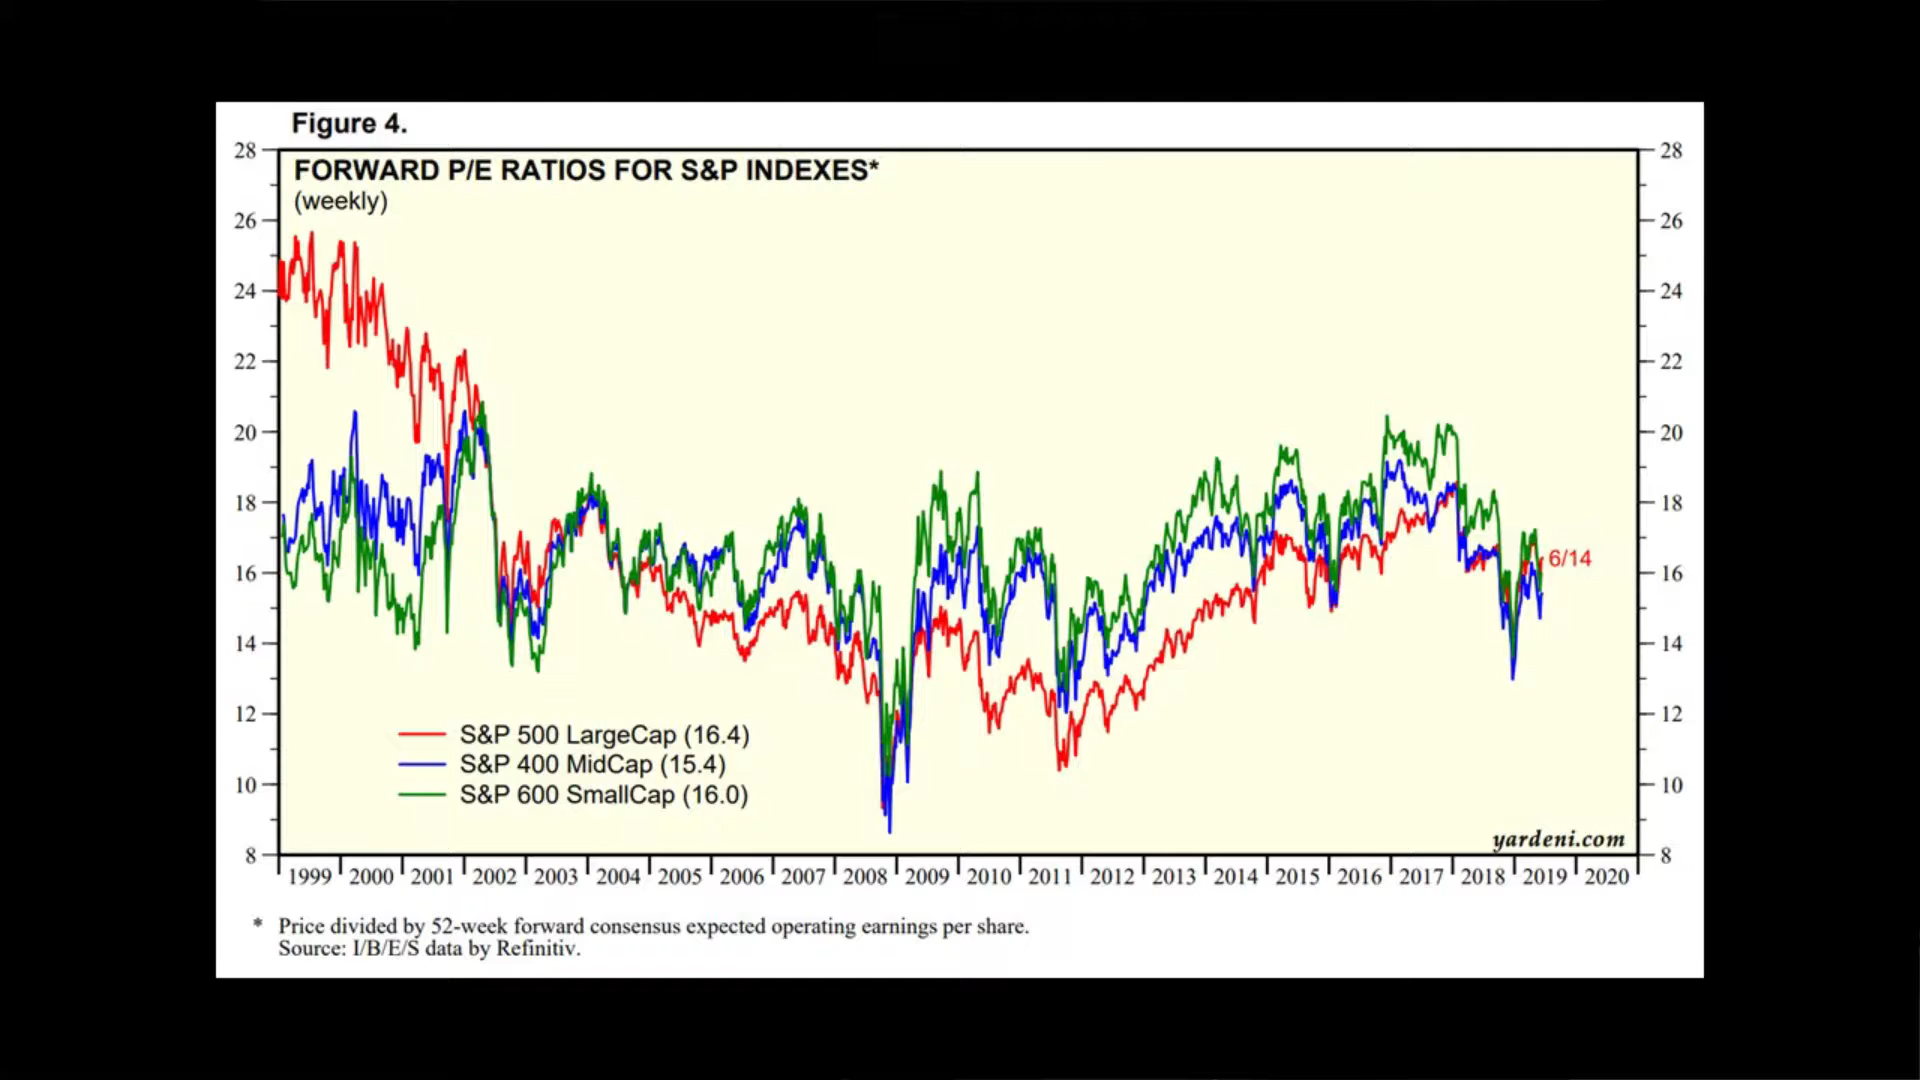 Figure 4.
FORWARD P/E RATIOS FOR S&P INDEXES*
(weekly)
28 28
26 26
24 24
22 22
20 20
18 18
16 16
14 14
12 12
10 10
8 8
6/14
S&P 500 LargeCap (16.4)
S&P 400 MidCap (15.4)
S&P 600 SmallCap (16.0)
yardeni.com
1999 2000 2001 2002 2003 2004 2005 2006 2007 2008 2009 2010 2011 2012 2013 2014 2015 2016 2017 2018 2019 2020
* Price divided by 52-week forward consensus expected operating earnings per share.
Source: I/B/E/S data by Refinitiv.